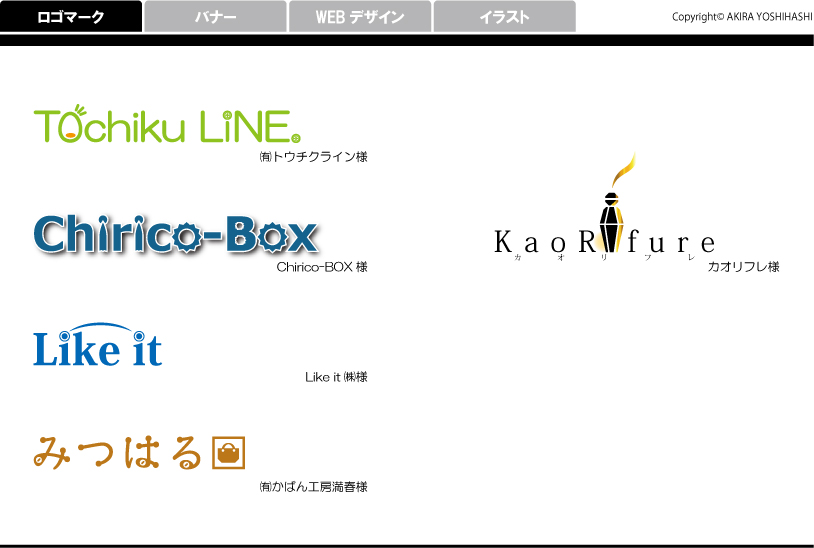 ロゴマーク
バナー
WEB デザイン
イラスト
Copyright© AKIRA YOSHIHASHI
Tochiku LiNE
㈲トウチクライン様
Chirico-Box
Chirico-BOX 様
Like it
Like it ㈱様
みつはる
㈲かばん工房満春様
KaoRifure
カオリフレ
カオリフレ様